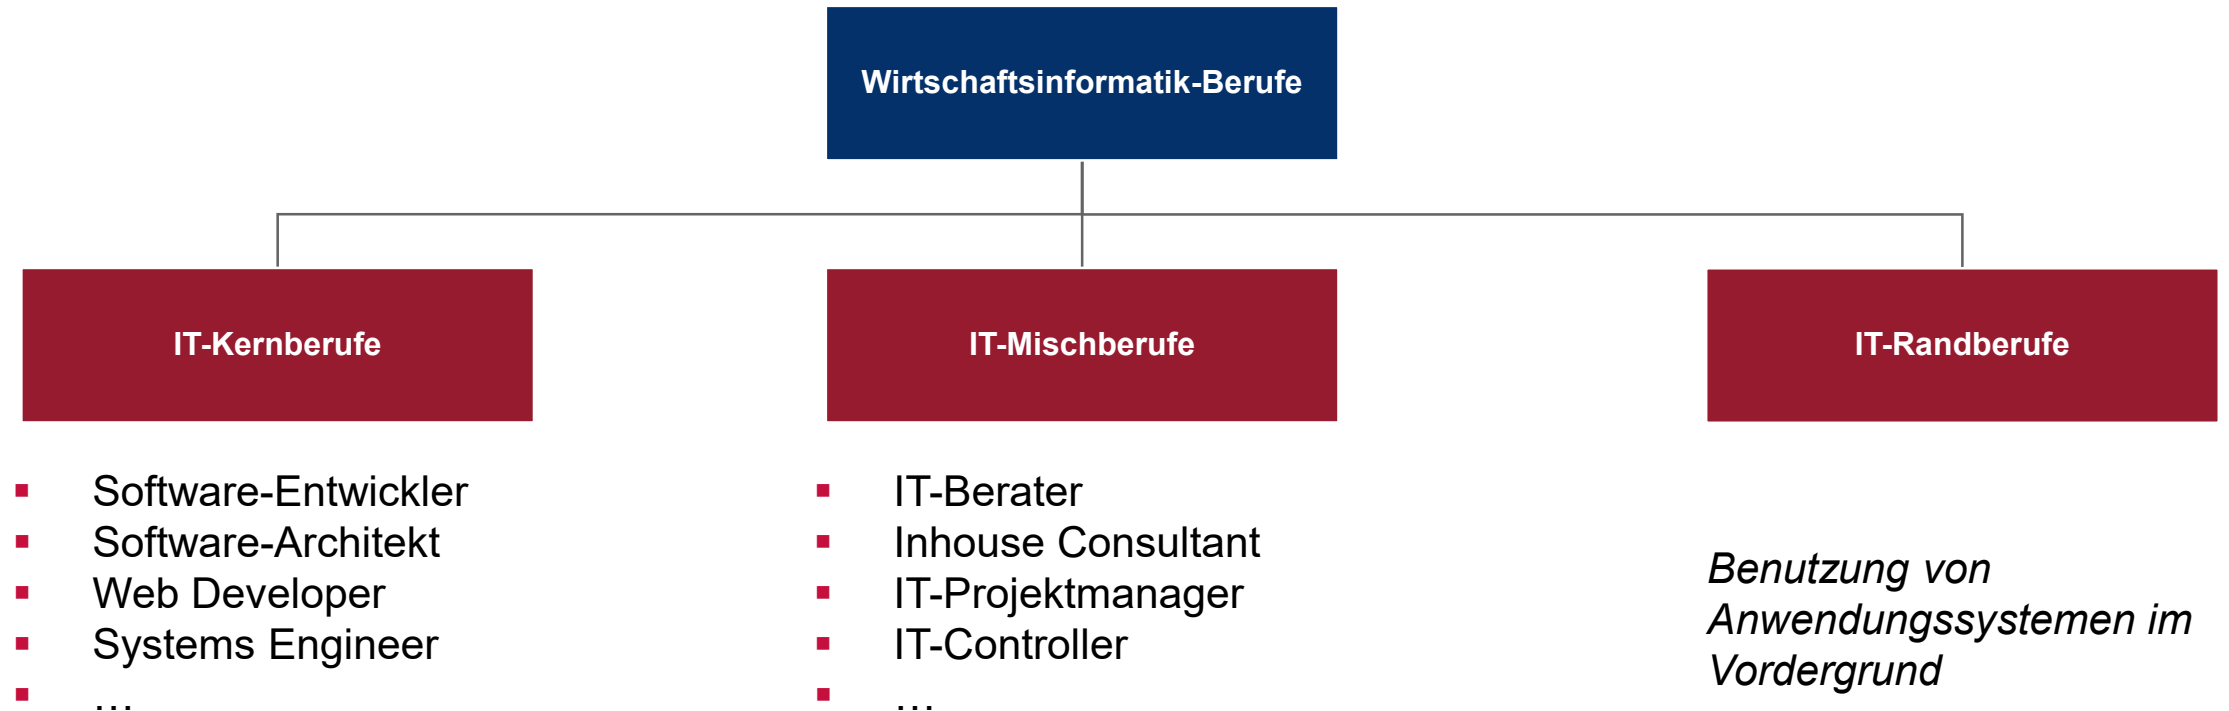 Wirtschaftsinformatik-Berufe
IT-Kernberufe
IT-Mischberufe
IT-Randberufe
▪ Software-Entwickler
▪ Software-Architekt
▪ Web Developer
▪ Systems Engineer
▪ ...
▪ IT-Berater
▪ Inhouse Consultant
▪ IT-Projektmanager
▪ IT-Controller
▪ ...
Benutzung von
Anwendungssystemen im
Vordergrund